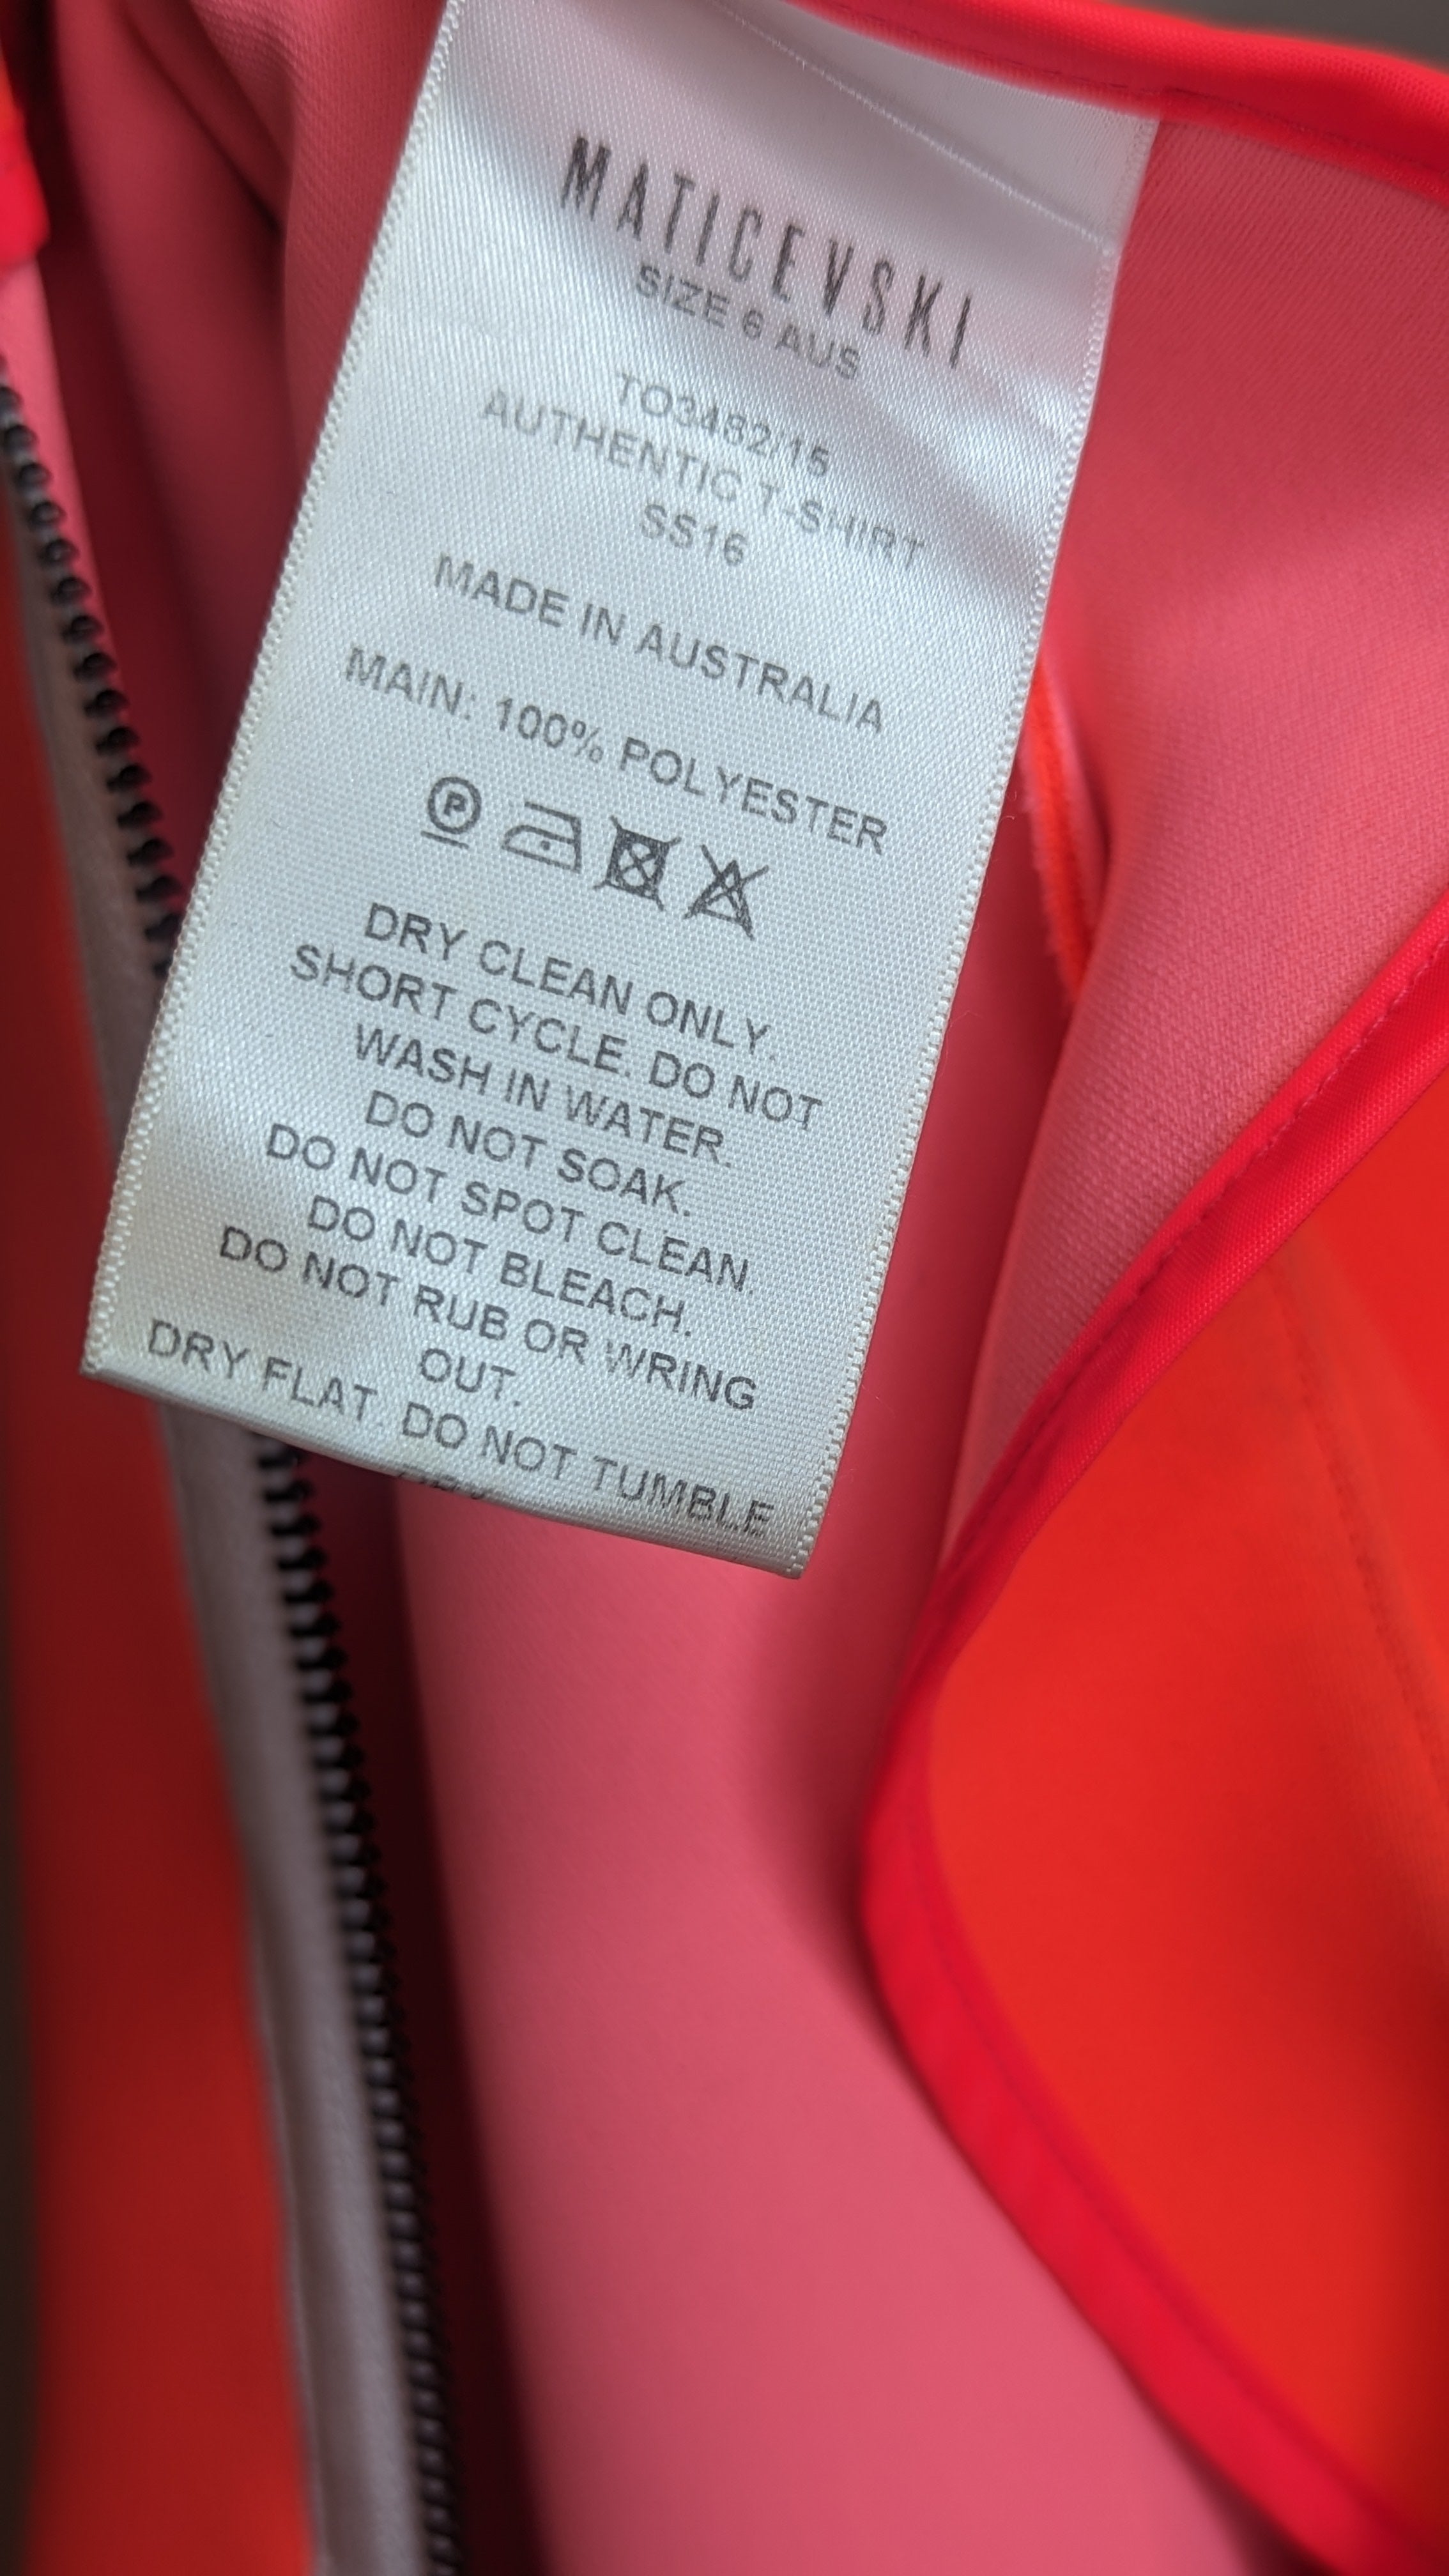 MATICEVSKI
SIZE 6 AUS
TO3482/15
AUTHENTIC T-SHIRT
SS16
MADE IN AUSTRALIA
MAIN: 100% POLYESTER
P
DRY CLEAN ONLY.
SHORT CYCLE. DO NOT
WASH IN WATER.
DO NOT SOAK.
DO NOT SPOT CLEAN.
DO NOT BLEACH.
DO NOT RUB OR WRING
OUT.
DRY FLAT. DO NOT TUMBLE